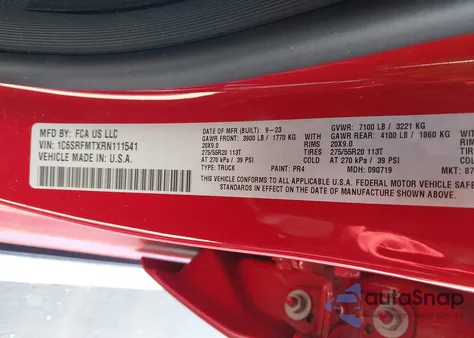 MFD BY: FCA US LLC
VIN: 1C6SRFMTXRN111541
VEHICLE MADE IN U.S.A.
DATE OF MFR (BUILT): 9-23
GAWR FRONT: 3900 LB / 1770 KG
20X9.0
275/55R20 113T
AT 270 kPa / 39 PSI
TYPE: TRUCK PAINT: PR4
GVWR: 7100 LB / 3221 KG
GAWR REAR: 4100 LB / 1860 KG
RIMS 20X9.0
TIRES 275/55R20 113T
AT 270 kPa / 39 PSI
MDH: 090719
MKT: 87
THIS VEHICLE CONFORMS TO ALL APPLICABLE U.S.A. FEDERAL MOTOR VEHICLE SAFE
IN EFFECT ON THE DATE OF MANUFACTURE SHOWN ABOVE.
autoSnap